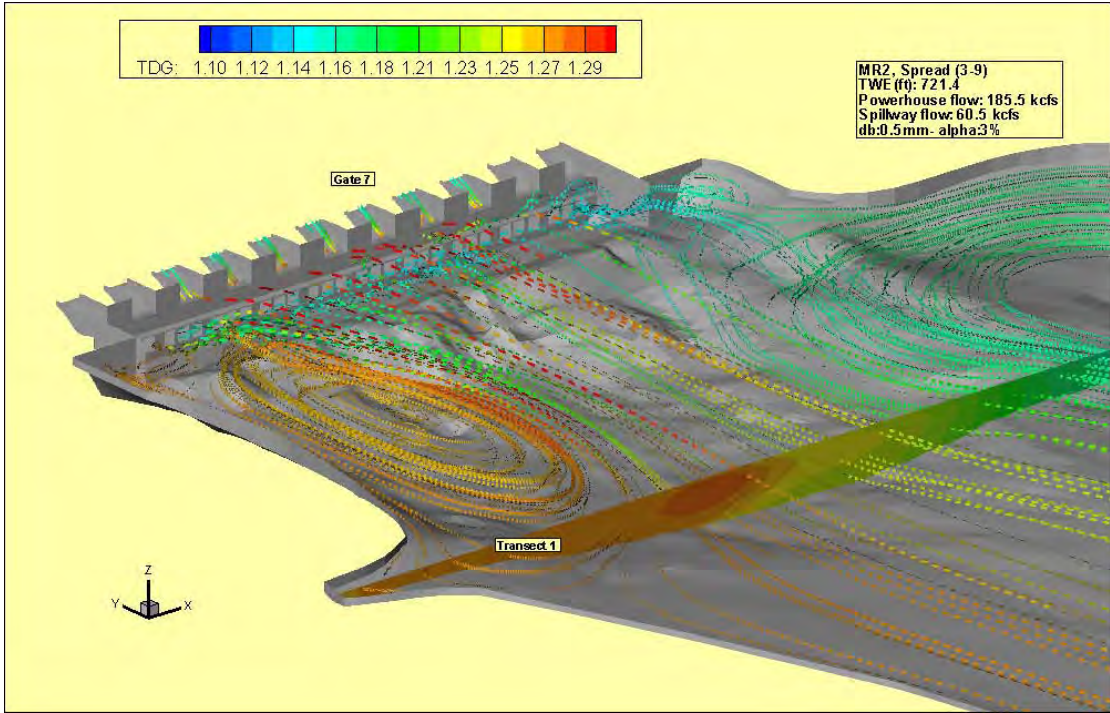 TDG: 1.10 1.12 1.14 1.16 1.18 1.21 1.23 1.25 1.27 1.29
MR2, Spread (3-9)
TWE (ft): 721.4
Powerhouse flow: 185.5 kcfs
Spillway flow: 60.5 kcfs
db:0.5mm- alpha:3%
Gate 7
Transect 1
Z
Y
X